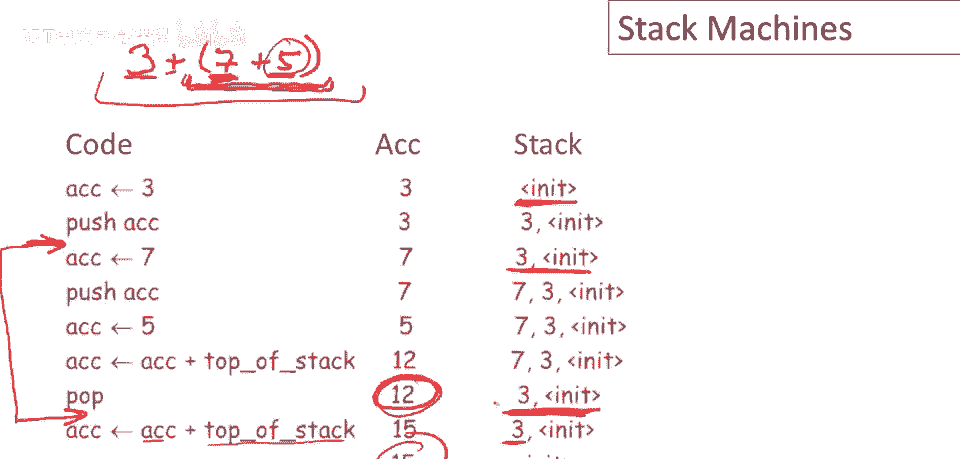 Stack Machines
3 + (7 + 5)
Code Acc Stack
acc ← 3 3 <init>
push acc 3 3, <init>
acc ← 7 7 3, <init>
push acc 7 7, 3, <init>
acc ← 5 5 7, 3, <init>
acc ← acc + top_of_stack 12 7, 3, <init>
pop 12 3, <init>
acc ← acc + top_of_stack 15 3, <init>